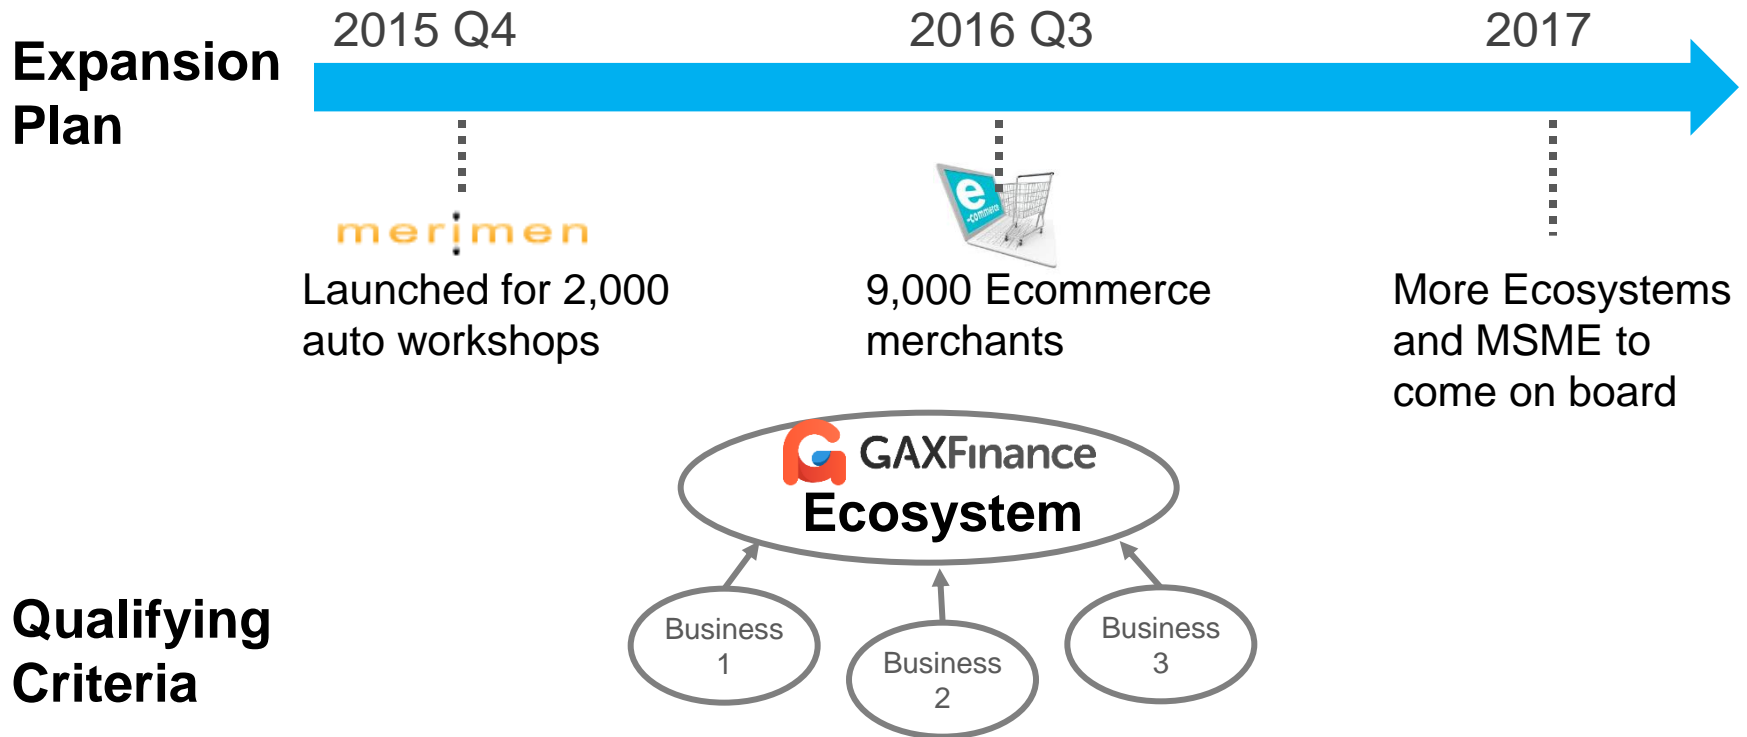 Expansion
Plan
2015 Q4
2016 Q3
2017
merimen
e
-commerce
Launched for 2,000
auto workshops
9,000 Ecommerce
merchants
More Ecosystems
and MSME to
come on board
GAXFinance
Ecosystem
Qualifying
Criteria
Business
1
Business
2
Business
3